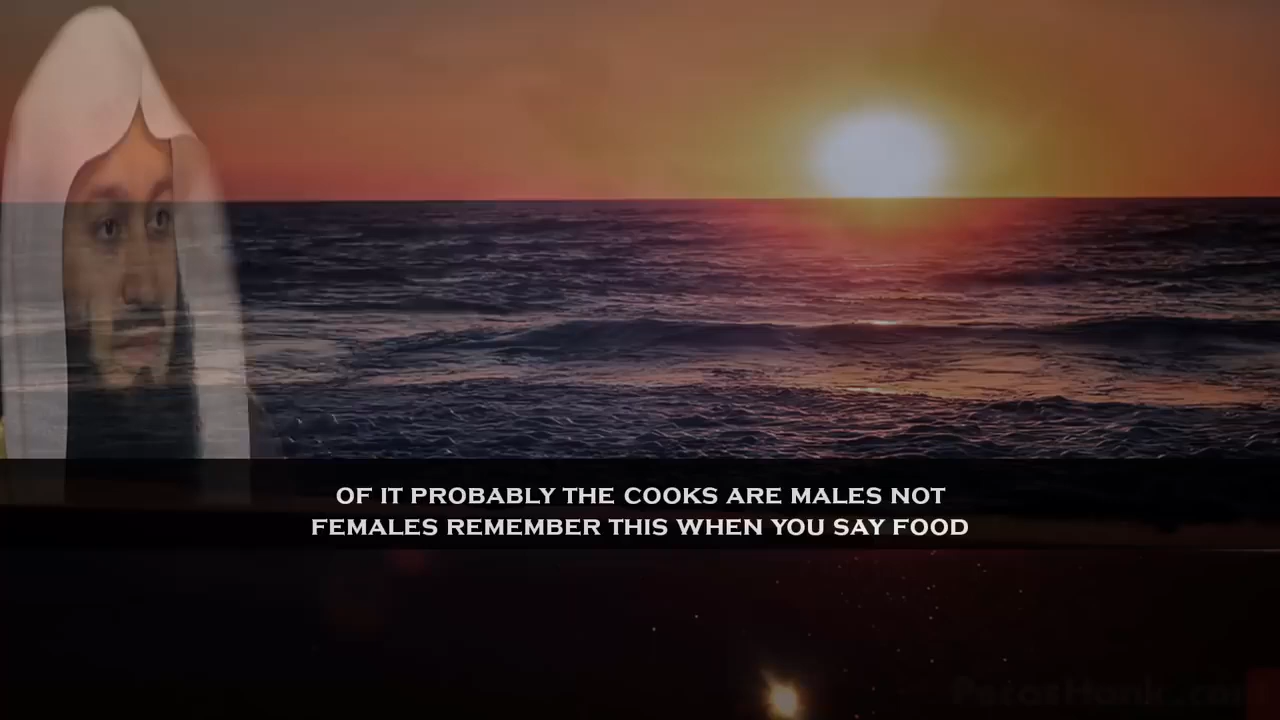 OF IT PROBABLY THE COOKS ARE MALES NOT
FEMALES REMEMBER THIS WHEN YOU SAY FOOD